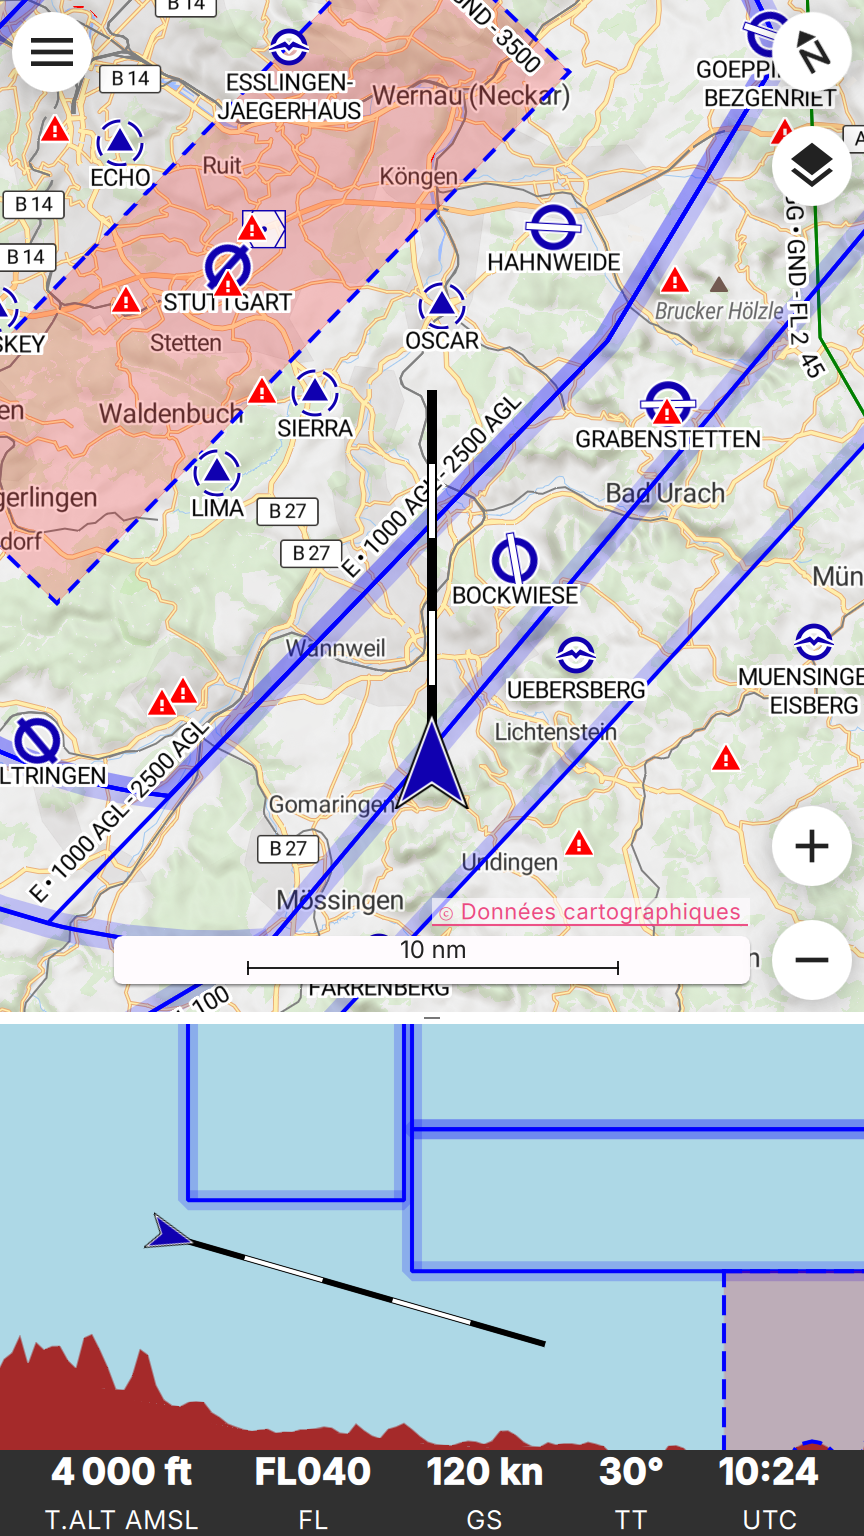 B 14
GND - 3500
B 14
ESSLINGEN-
JAEGERHAUS
Wernau (Neckar)
BEZGENRIET
ECHO
Ruit
Köngen
B 14
B 14
HAHNWEIDE
GND - FL 2 45
STUTTGART
Brucker Hölzle
SKEY
Stetten
OSCAR
Waldenbuch
SIERRA
E • 1000 AGL - 2500 AGL
GRABENSTETTEN
gerlingen
LIMA
B 27
Bad Urach
dorf
B 27
BOCKWIESE
Mün
Wannweil
UEBERSBERG
MUENSINGE
EISBERG
LTRINGEN
Lichtenstein
E • 1000 AGL - 2500 AGL
Gomaringen
B 27
Undingen
Mössingen
© Données cartographiques
10 nm
FARRENBERG
100
4 000 ft FL040 120 kn 30° 10:24
T.ALT AMSL FL GS TT UTC